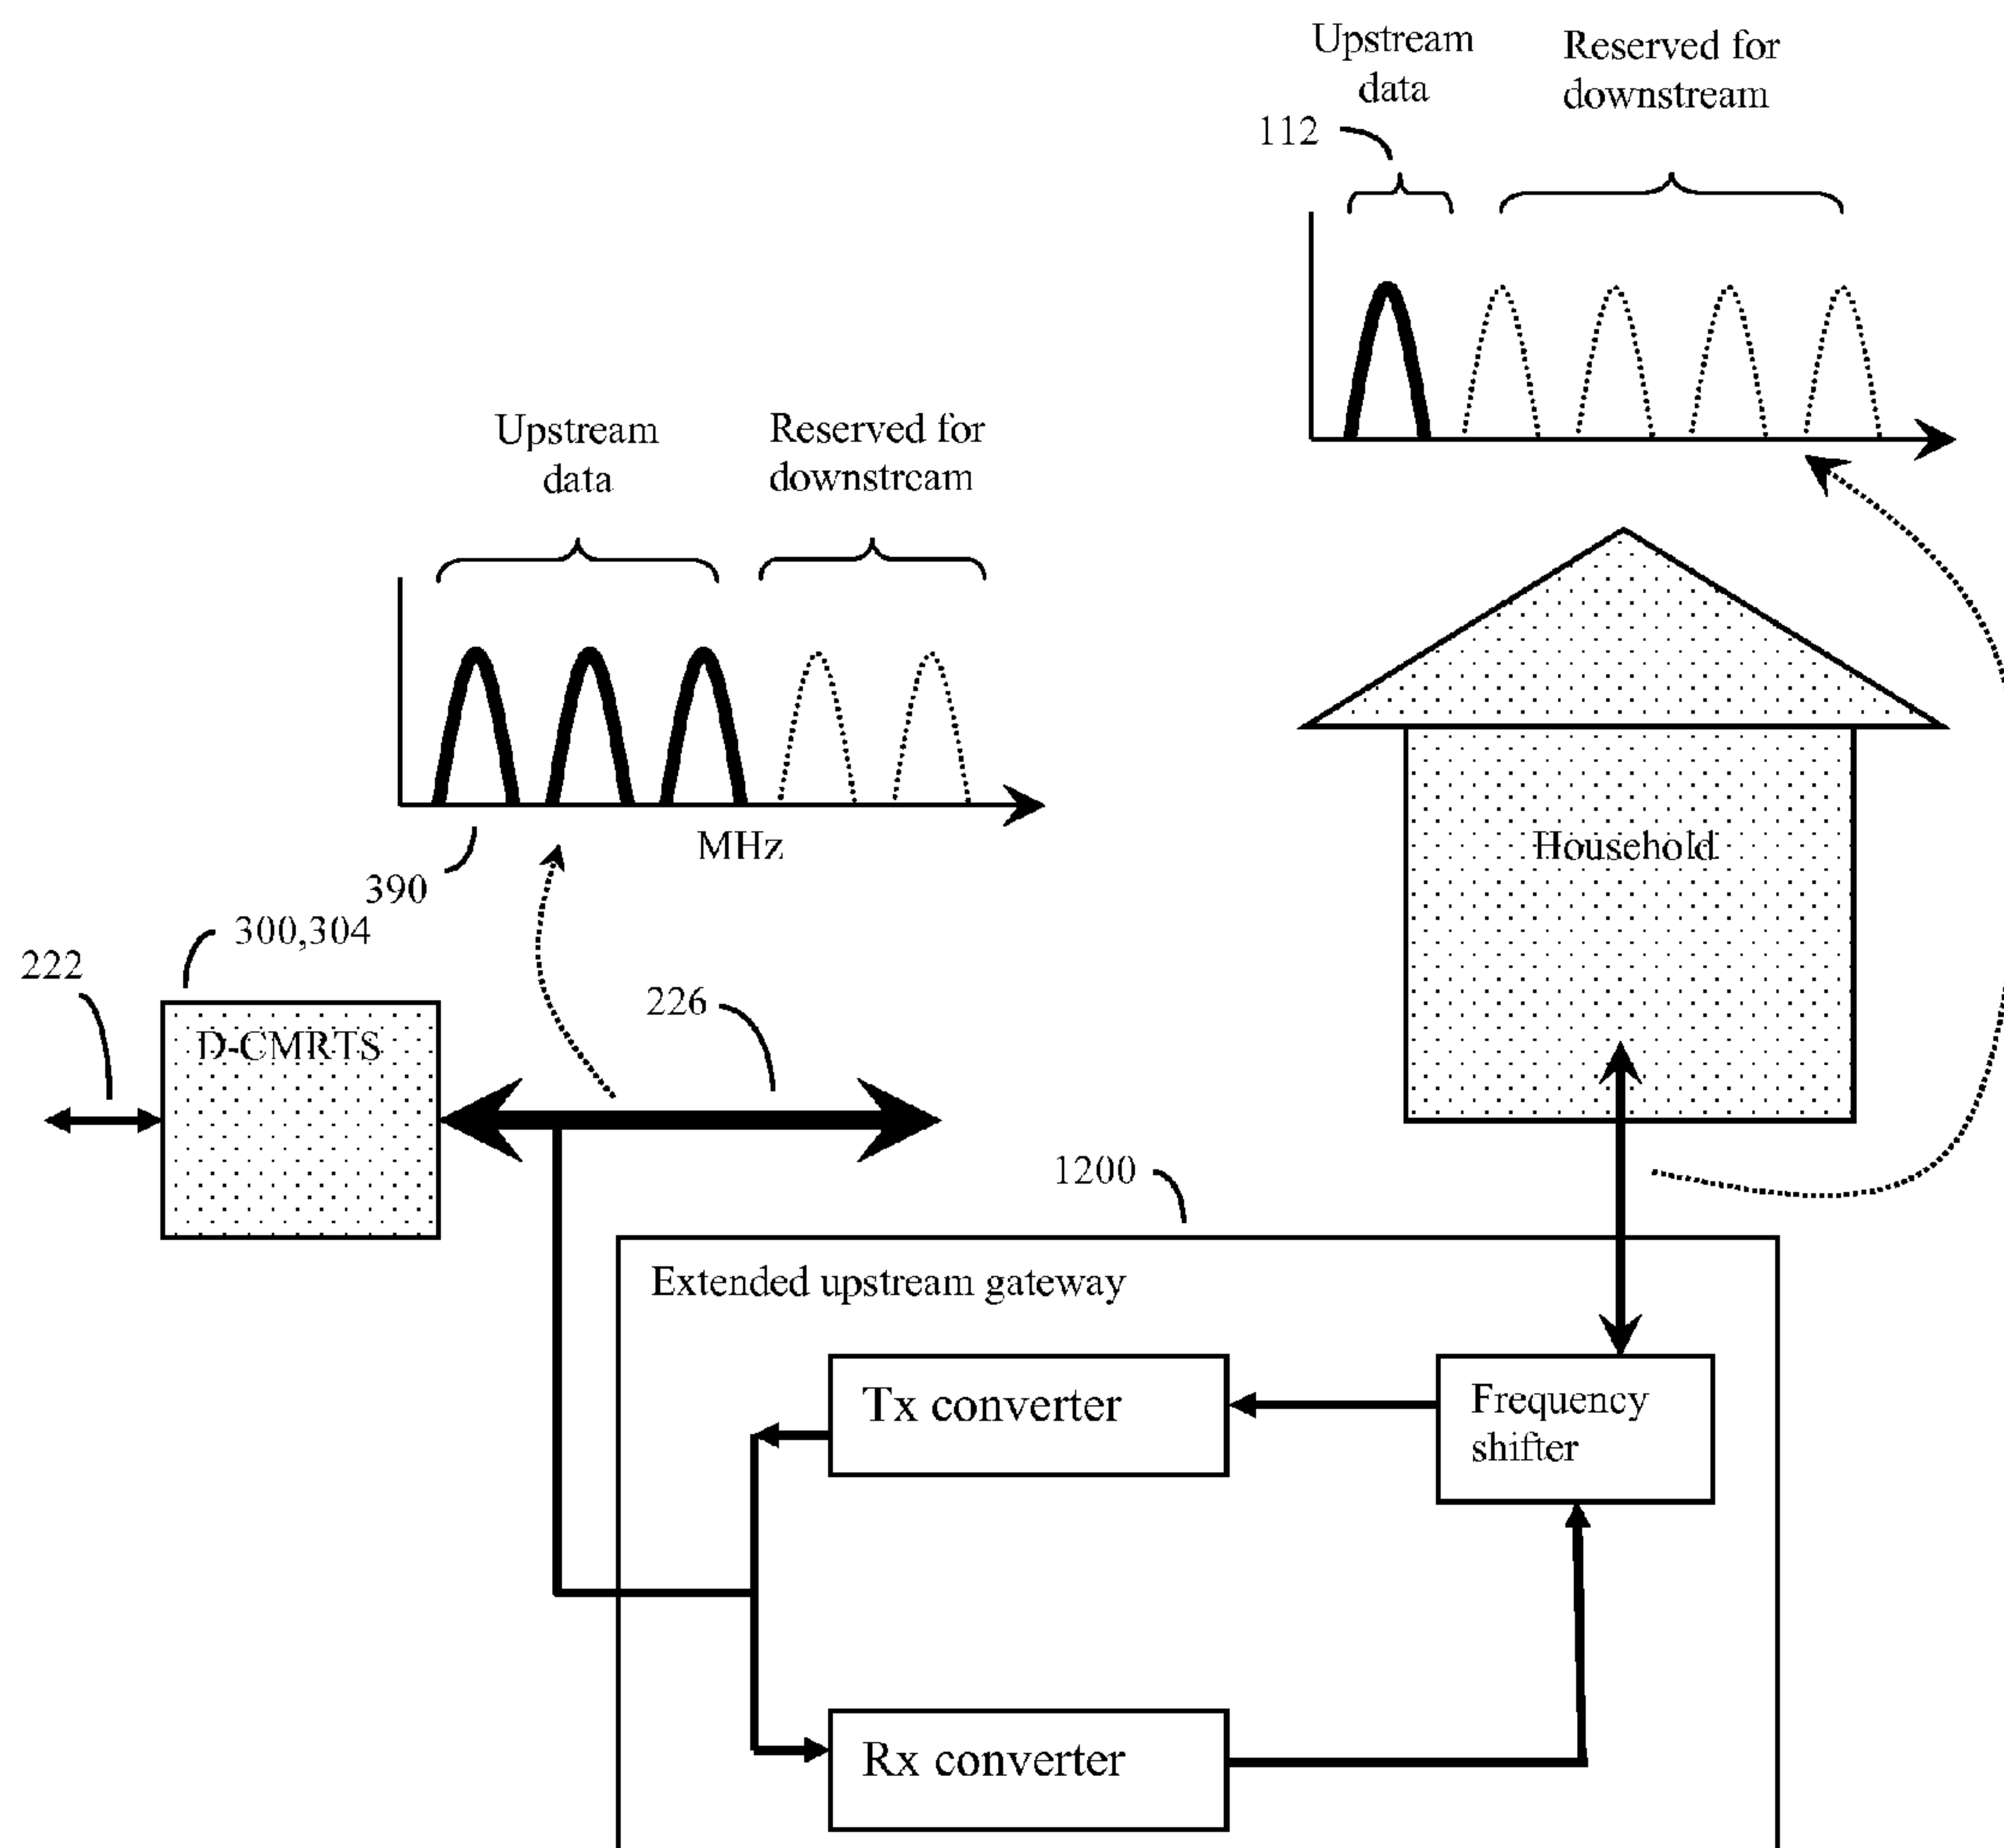 Upstream
data
Reserved for
downstream
112
Upstream
data
Reserved for
downstream
MHz
390
300,304
222
D-CMRTS
226
Household
1200
Extended upstream gateway
Tx converter
Frequency
shifter
Rx converter